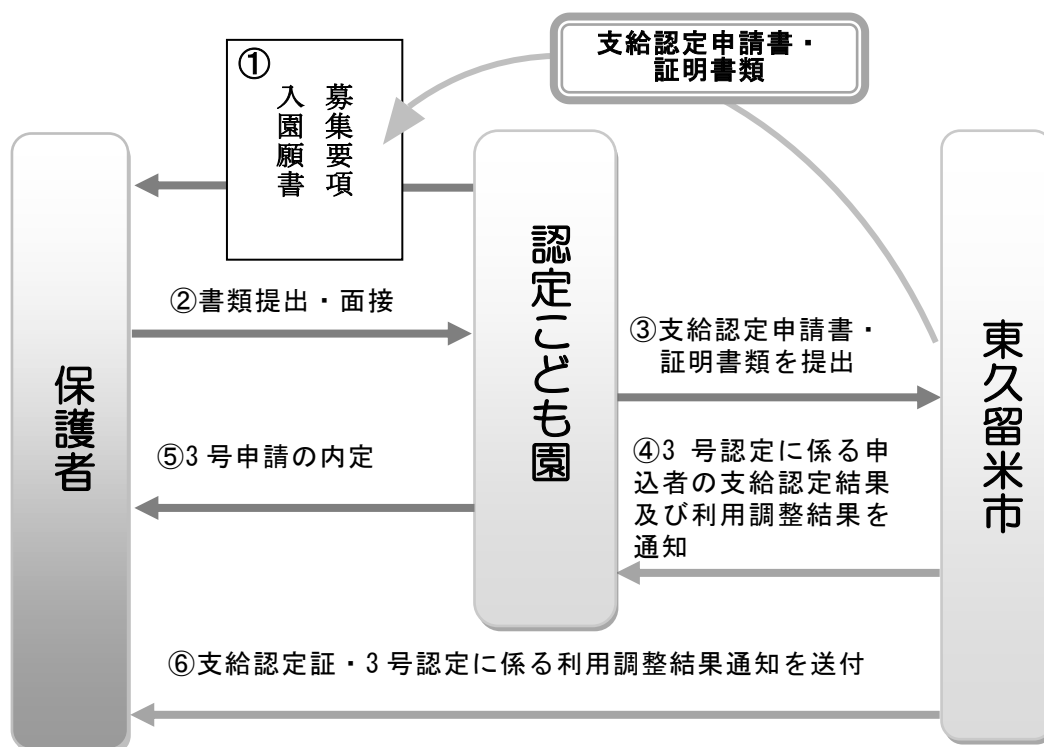 支給認定申請書・
証明書類
①
募集要項
入園願書
保護者
認定こども園
東久留米市
②書類提出・面接
③支給認定申請書・
証明書類を提出
⑤3号申請の内定
④3 号認定に係る申
込者の支給認定結果
及び利用調整結果を
通知
⑥支給認定証・3号認定に係る利用調整結果通知を送付